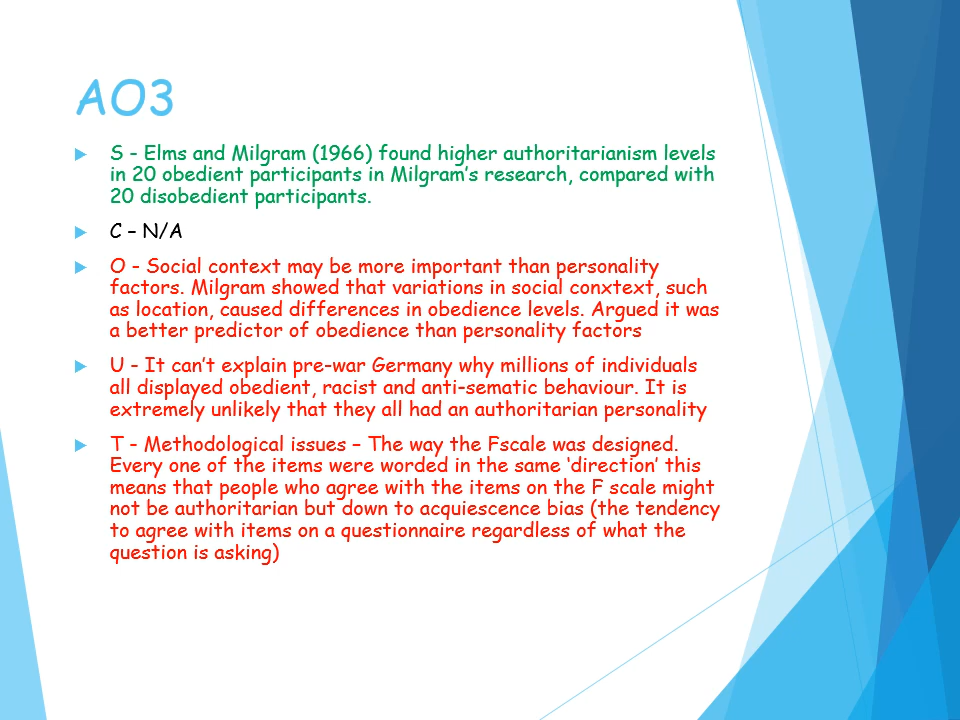 AO3
S - Elms and Milgram (1966) found higher authoritarianism levels
in 20 obedient participants in Milgram's research, compared with
20 disobedient participants.
C – N/A
O - Social context may be more important than personality
factors. Milgram showed that variations in social conxtext, such
as location, caused differences in obedience levels. Argued it was
a better predictor of obedience than personality factors
U - It can't explain pre-war Germany why millions of individuals
all displayed obedient, racist and anti-sematic behaviour. It is
extremely unlikely that they all had an authoritarian personality
T - Methodological issues – The way the Fscale was designed.
Every one of the items were worded in the same 'direction' this
means that people who agree with the items on the F scale might
not be authoritarian but down to acquiescence bias (the tendency
to agree with items on a questionnaire regardless of what the
question is asking)